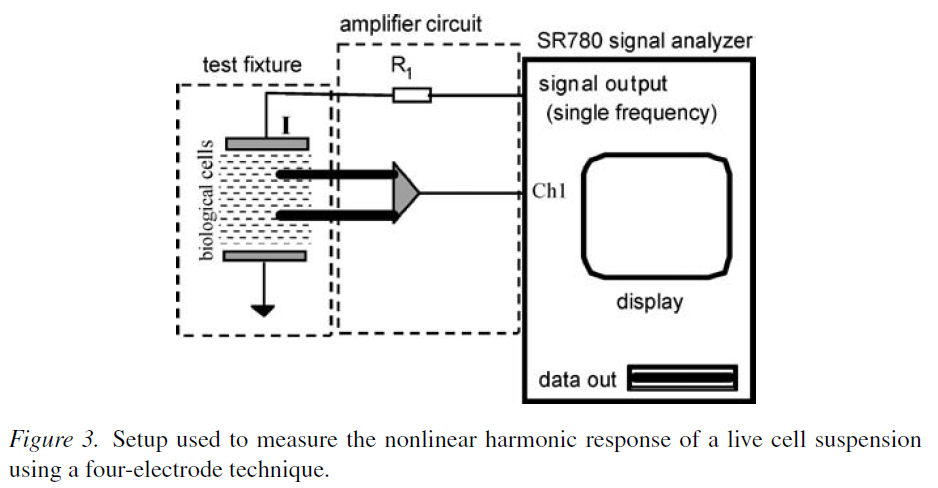 amplifier circuit
SR780 signal analyzer
test fixture
R1
signal output
(single frequency)
I
biological cells
Ch1
display
data out
Figure 3. Setup used to measure the nonlinear harmonic response of a live cell suspension
using a four-electrode technique.